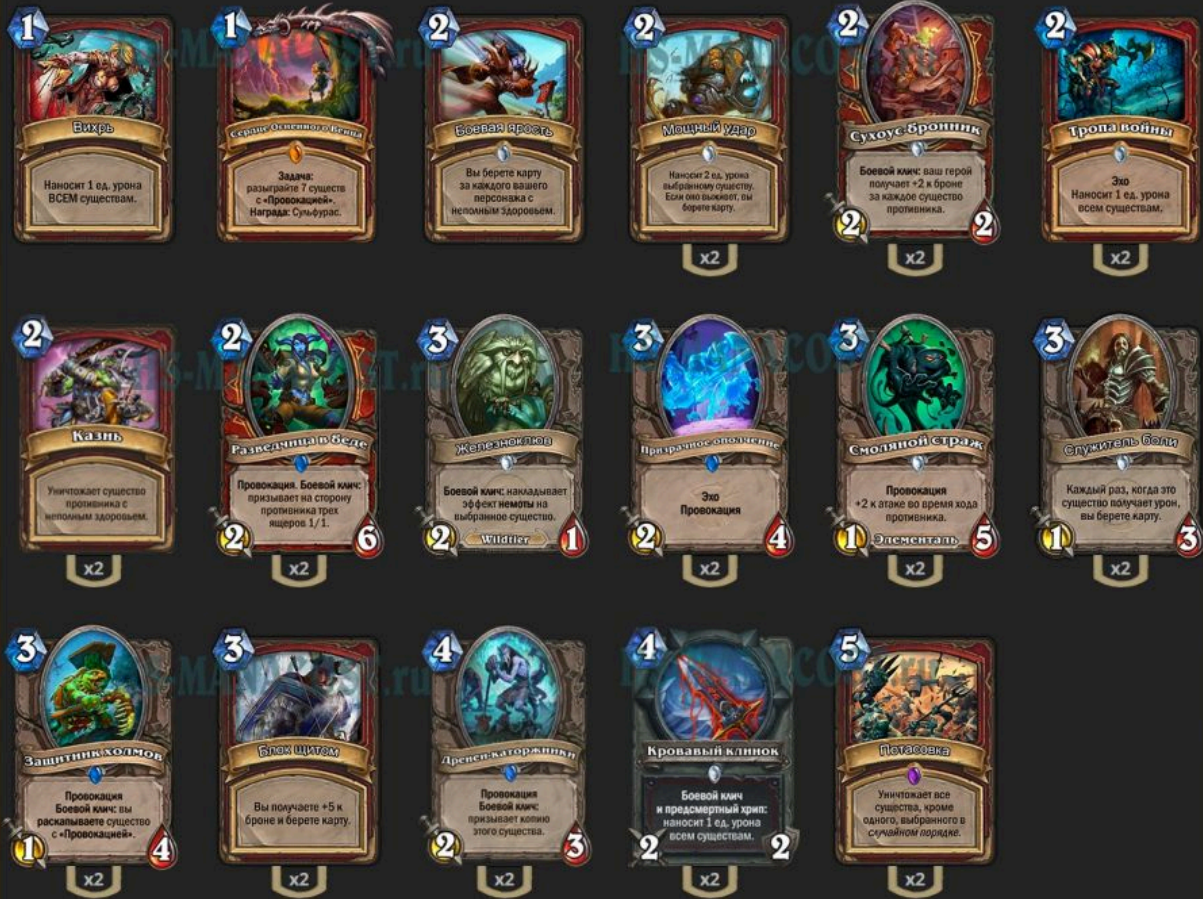 1
Вихрь
Наносит 1 ед. урона
ВСЕМ существам.
1
Сердце Огненного Венца
Задача:
разыграйте 7 существ
с «Провокацией».
Награда: Сульфурас.
2
Боевая ярость
Вы берете карту
за каждого вашего
персонажа с
неполным здоровьем.
2
Мощный удар
Наносит 2 ед. урона
выбранному существу.
Если оно выживет, вы
берете карту.
x2
2
Сухоус-бронник
Боевой клич: ваш герой
получает +2 к броне
за каждое существо
противника.
2
2
x2
2
Тропа войны
Эхо
Наносит 1 ед. урона
всем существам.
x2
2
Казнь
Уничтожает существо
противника с
неполным здоровьем.
x2
2
Разведчица в беде
Провокация. Боевой клич:
призывает на сторону
противника трех
ящеров 1/1.
2
6
x2
3
Железноклюв
Боевой клич: накладывает
эффект немоты на
выбранное существо.
2
Wildtier
1
3
Призрачное ополчение
Эхо
Провокация
2
4
x2
3
Смоляной страж
Провокация
+2 к атаке во время хода
противника.
1
Элементаль
5
x2
3
Служитель боли
Каждый раз, когда это
существо получает урон,
вы берете карту.
1
3
x2
3
Защитник холмов
Провокация
Боевой клич: вы
раскапываете существо
с «Провокацией».
1
4
x2
3
Блок щитом
Вы получаете +5 к
броне и берете карту.
x2
4
Дренеи-каторжники
Провокация
Боевой клич:
призывает копию
этого существа.
2
3
x2
4
Кровавый клинок
Боевой клич
и предсмертный хрип:
наносит 1 ед. урона
всем существам.
2
2
x2
5
Потасовка
Уничтожает все
существа, кроме
одного, выбранного в
случайном порядке.
x2